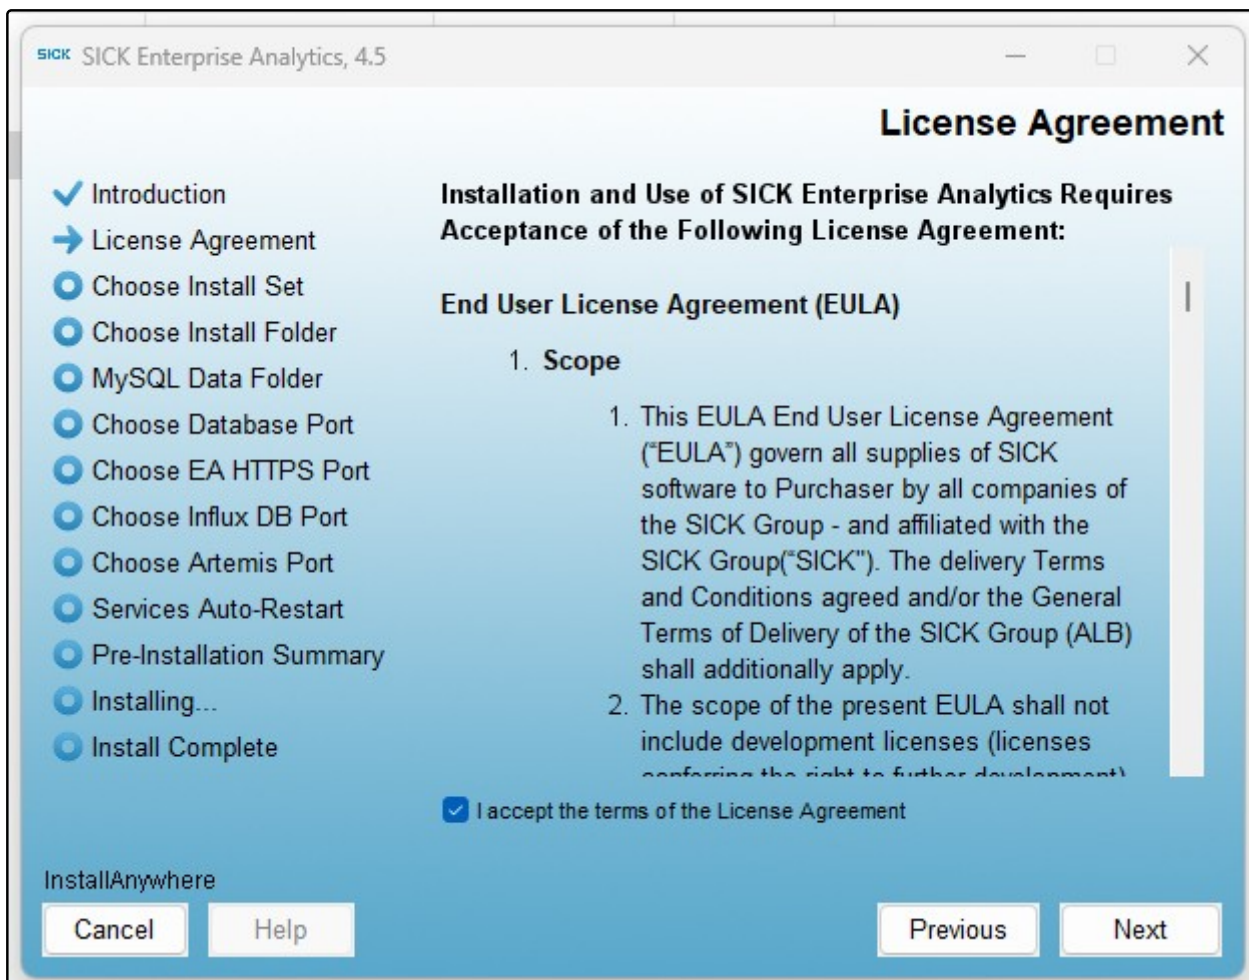 SICK SICK Enterprise Analytics, 4.5
License Agreement
Introduction
License Agreement
Choose Install Set
Choose Install Folder
MySQL Data Folder
Choose Database Port
Choose EA HTTPS Port
Choose Influx DB Port
Choose Artemis Port
Services Auto-Restart
Pre-Installation Summary
Installing...
Install Complete
Installation and Use of SICK Enterprise Analytics Requires
Acceptance of the Following License Agreement:
End User License Agreement (EULA)
1. Scope
1. This EULA End User License Agreement
(“EULA”) govern all supplies of SICK
software to Purchaser by all companies of
the SICK Group - and affiliated with the
SICK Group(“SICK"). The delivery Terms
and Conditions agreed and/or the General
Terms of Delivery of the SICK Group (ALB)
shall additionally apply.
2. The scope of the present EULA shall not
include development licenses (licenses
conferring the right to further development)
I accept the terms of the License Agreement
InstallAnywhere
Cancel
Help
Previous
Next